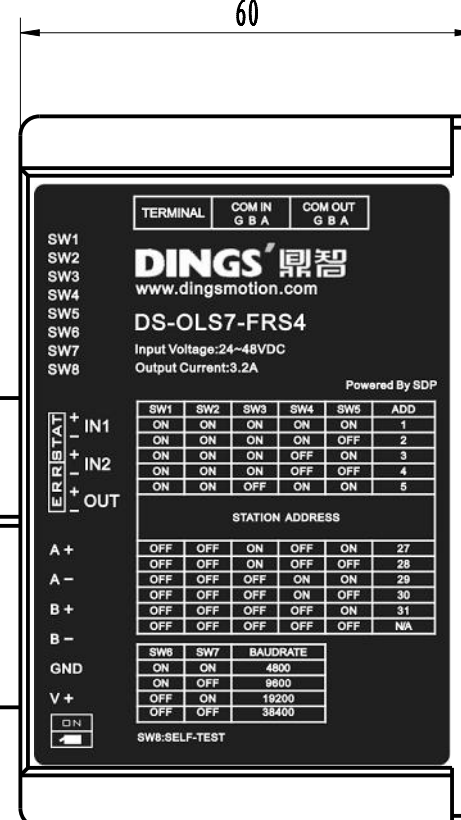 60
TERMINAL COM IN G B A COM OUT G B A
SW1
SW2
SW3
SW4
SW5
SW6
SW7
SW8
DINGS' 鼎智
www.dingsmotion.com
DS-OLS7-FRS4
Input Voltage:24~48VDC
Output Current:3.2A
Powered By SDP
ERR STAT
+ IN1 −
+ IN2 −
+ OUT −
SW1 SW2 SW3 SW4 SW5 ADD
ON ON ON ON ON 1
ON ON ON ON OFF 2
ON ON ON OFF ON 3
ON ON ON OFF OFF 4
ON ON OFF ON ON 5
STATION ADDRESS
OFF OFF ON OFF ON 27
OFF OFF ON OFF OFF 28
OFF OFF OFF ON ON 29
OFF OFF OFF ON OFF 30
OFF OFF OFF OFF ON 31
OFF OFF OFF OFF OFF N/A
A +
A −
B +
B −
GND
V +
ON
SW6 SW7 BAUDRATE
ON ON 4800
ON OFF 9600
OFF ON 19200
OFF OFF 38400
SW8:SELF-TEST